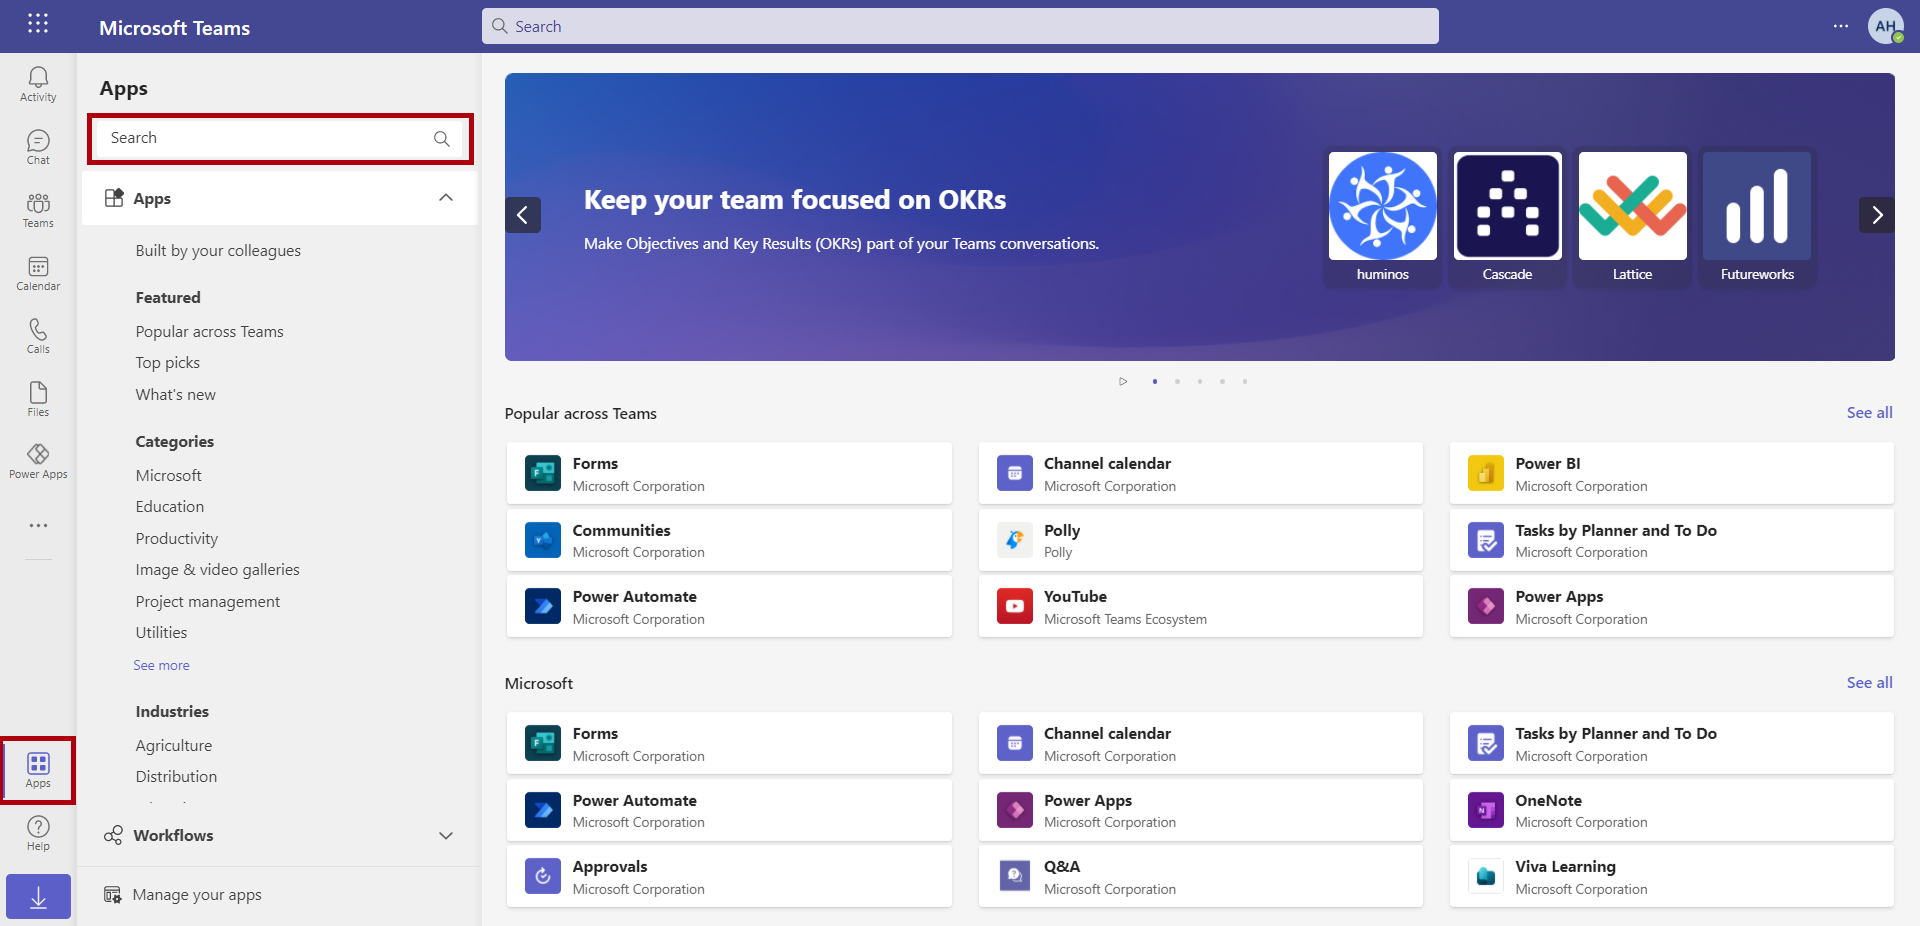 Microsoft Teams
Search
AH
Activity
Chat
Teams
Calendar
Calls
Files
Power Apps
Apps
Help
Apps
Search
Apps
Built by your colleagues
Featured
Popular across Teams
Top picks
What's new
Categories
Microsoft
Education
Productivity
Image & video galleries
Project management
Utilities
See more
Industries
Agriculture
Distribution
Workflows
Manage your apps
Keep your team focused on OKRs
Make Objectives and Key Results (OKRs) part of your Teams conversations.
huminos
Cascade
Lattice
Futureworks
Popular across Teams
See all
Forms
Microsoft Corporation
Channel calendar
Microsoft Corporation
Power BI
Microsoft Corporation
Communities
Microsoft Corporation
Polly
Polly
Tasks by Planner and To Do
Microsoft Corporation
Power Automate
Microsoft Corporation
YouTube
Microsoft Teams Ecosystem
Power Apps
Microsoft Corporation
Microsoft
See all
Forms
Microsoft Corporation
Channel calendar
Microsoft Corporation
Tasks by Planner and To Do
Microsoft Corporation
Power Automate
Microsoft Corporation
Power Apps
Microsoft Corporation
OneNote
Microsoft Corporation
Approvals
Microsoft Corporation
Q&A
Microsoft Corporation
Viva Learning
Microsoft Corporation